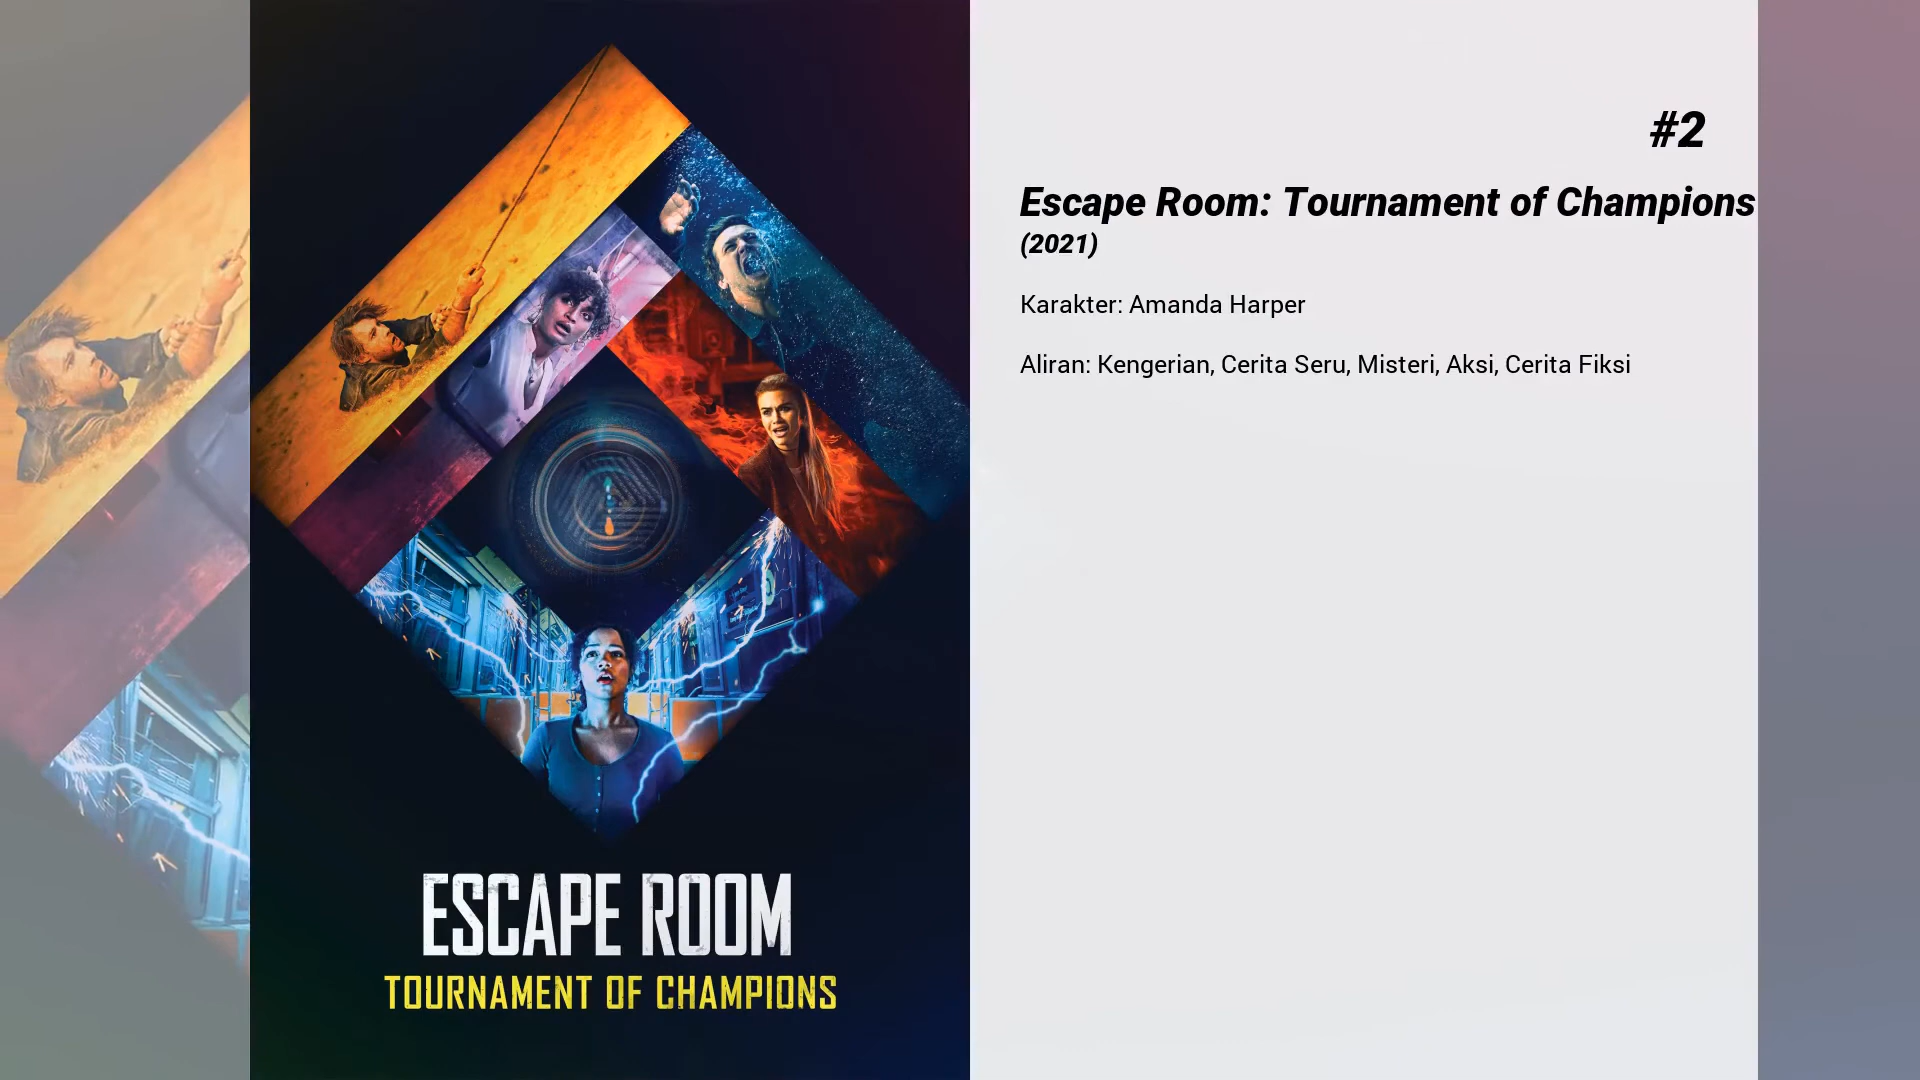 #2
Escape Room: Tournament of Champions
(2021)
Karakter: Amanda Harper
Aliran: Kengerian, Cerita Seru, Misteri, Aksi, Cerita Fiksi
ESCAPE ROOM
TOURNAMENT OF CHAMPIONS